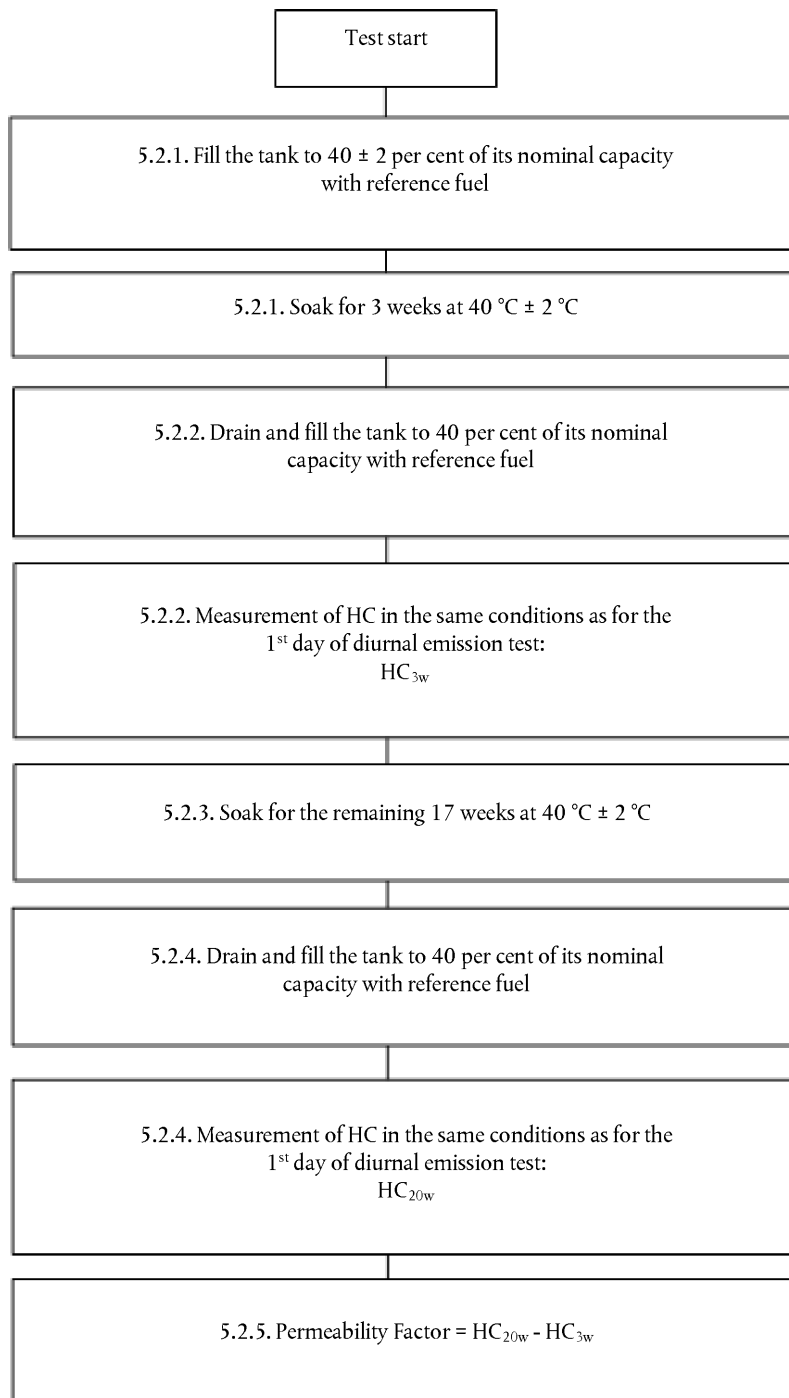 Test start
5.2.1. Fill the tank to 40 ± 2 per cent of its nominal capacity
with reference fuel
5.2.1. Soak for 3 weeks at 40 °C ± 2 °C
5.2.2. Drain and fill the tank to 40 per cent of its nominal
capacity with reference fuel
5.2.2. Measurement of HC in the same conditions as for the
1st day of diurnal emission test:
HC3w
5.2.3. Soak for the remaining 17 weeks at 40 °C ± 2 °C
5.2.4. Drain and fill the tank to 40 per cent of its nominal
capacity with reference fuel
5.2.4. Measurement of HC in the same conditions as for the
1st day of diurnal emission test:
HC20w
5.2.5. Permeability Factor = HC20w - HC3w